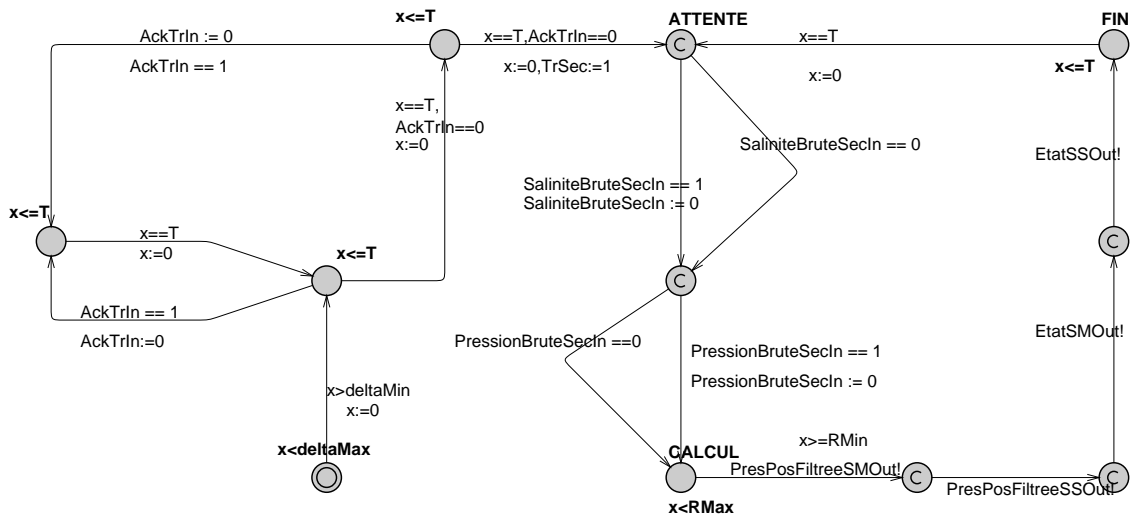 x<=T
ATTENTE
FIN
AckTrIn := 0
x==T,AckTrIn==0
C
x==T
AckTrIn == 1
x:=0,TrSec:=1
x:=0
x<=T
x==T,
AckTrIn==0
x:=0
SaliniteBruteSecIn == 0
EtatSSOut!
SaliniteBruteSecIn == 1
SaliniteBruteSecIn := 0
x<=T
x==T
x:=0
x<=T
C
C
AckTrIn == 1
AckTrIn:=0
PressionBruteSecIn ==0
EtatSMOut!
PressionBruteSecIn == 1
PressionBruteSecIn := 0
x>deltaMin
x:=0
x<deltaMax
CALCUL
x>=RMin
PresPosFiltreeSMOut!
C
PresPosFiltreeSSOut!
C
x<RMax